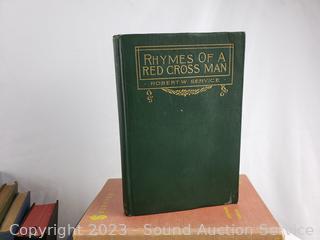 RHYMES OF A
RED CROSS MAN
ROBERT W. SERVICE
Copyright 2023 - Sound Auction Service